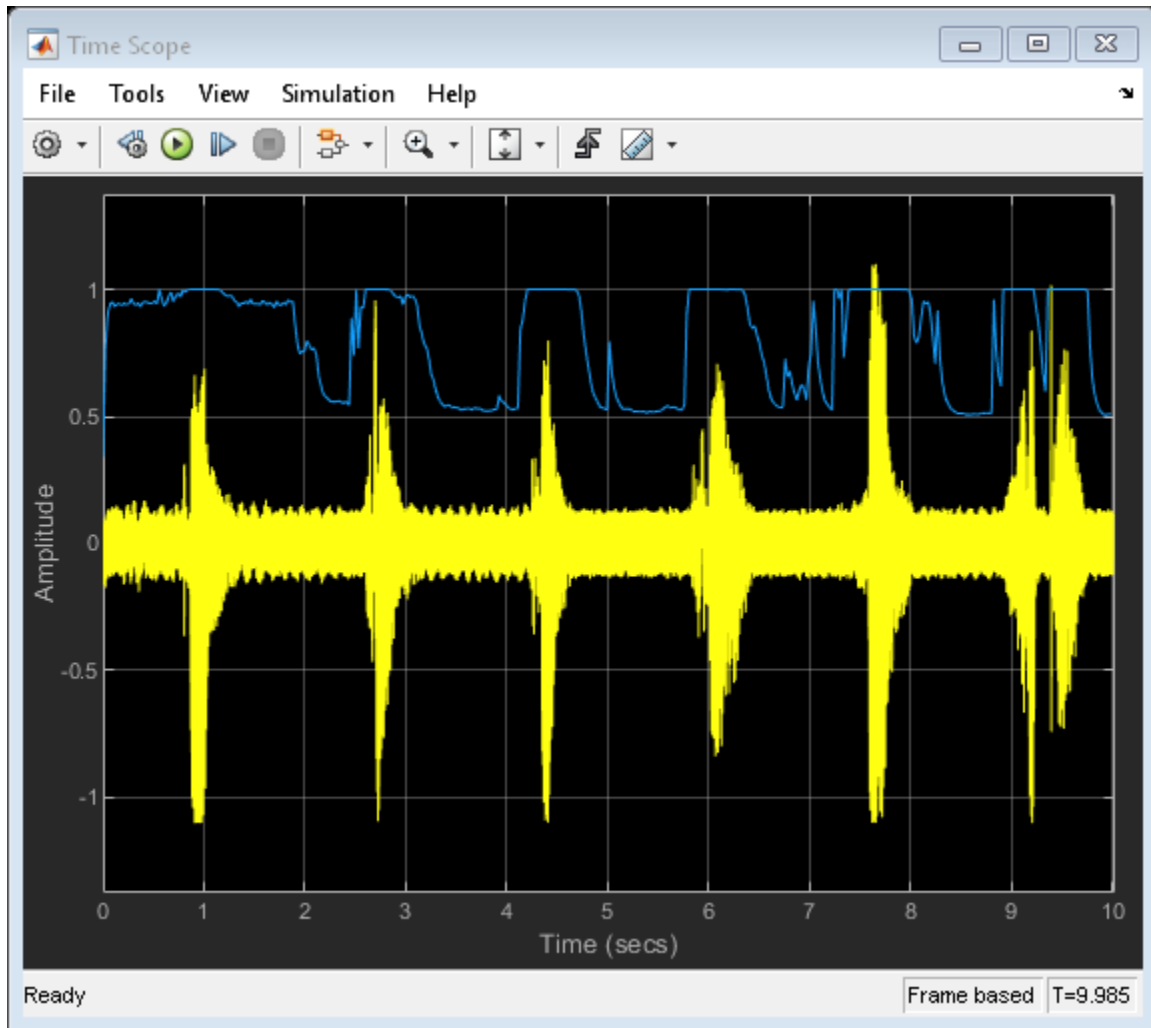 Time Scope
File Tools View Simulation Help
1
0.5
0
-0.5
-1
Amplitude
0 1 2 3 4 5 6 7 8 9 10
Time (secs)
Ready Frame based T=9.985